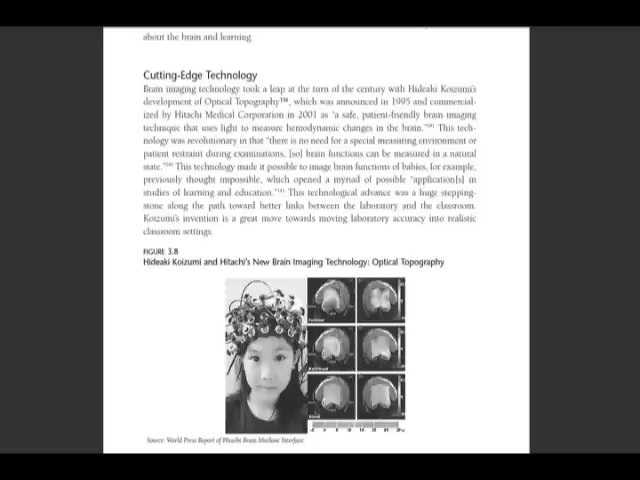 about the brain and learning
Cutting-Edge Technology
Brain imaging technology took a leap at the turn of the century with Hideaki Koizumi's
development of Optical Topography™, which was announced in 1995 and commercial-
ized by Hitachi Medical Corporation in 2001 as "a safe, patient-friendly brain imaging
technique that uses light to measure hemodynamic changes in the brain." This tech-
nology was revolutionary in that "there is no need for a special measuring environment or
patient restraint during examinations, [so] brain functions can be measured in a natural
state." This technology made it possible to image brain functions of babies, for example,
previously thought impossible, which opened a myriad of possible "application[s] in
studies of learning and education." This technological advance was a huge stepping-
stone along the path toward better links between the laboratory and the classroom.
Koizumi's invention is a great move towards moving laboratory accuracy into realistic
classroom settings.
FIGURE 3.8
Hideaki Koizumi and Hitachi's New Brain Imaging Technology: Optical Topography
Source: World Press Report of Hitachi Brain Machine Interface.